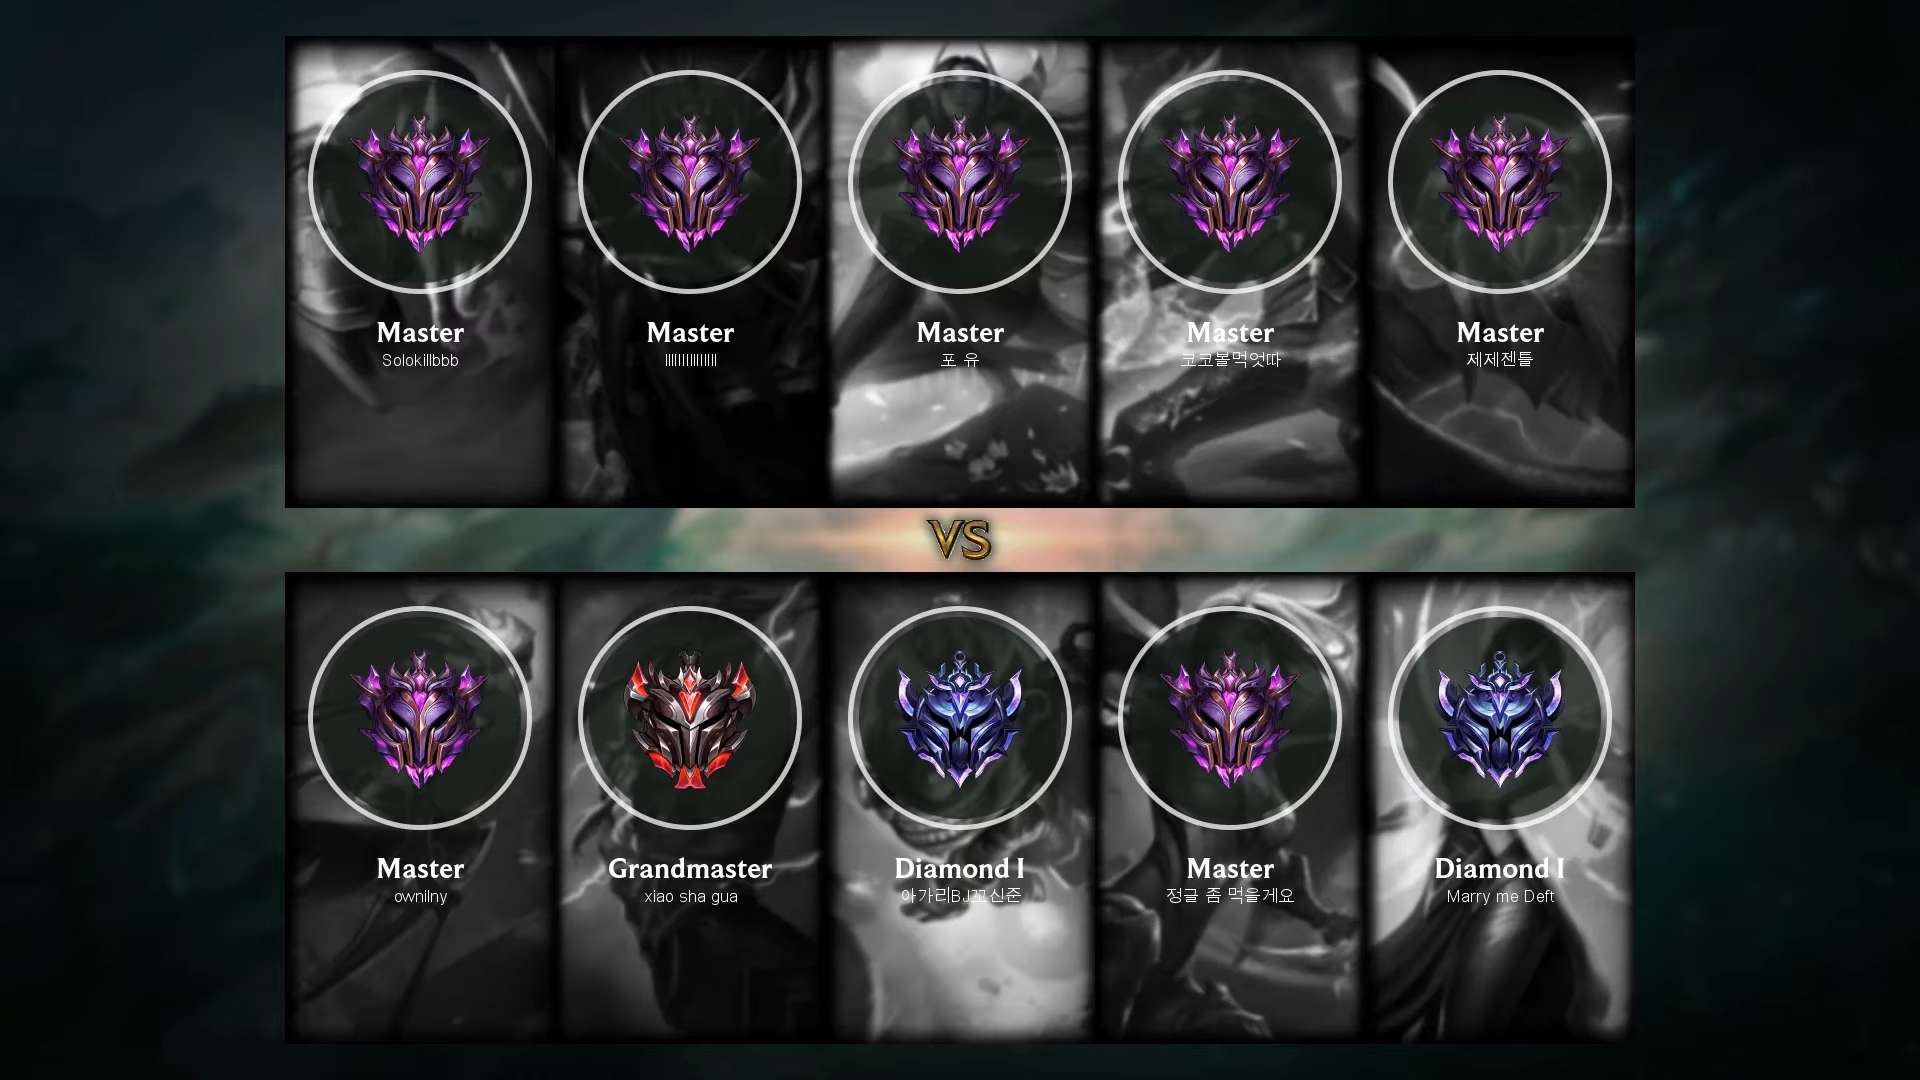 Master
Solokillbbb
Master
Master
포 유
Master
코코볼먹엇따
Master
제제젠틀
VS
Master
ownilny
Grandmaster
xiao sha gua
Diamond I
아가리BJ꼬신준
Master
정글 좀 먹을게요
Diamond I
Marry me Deft